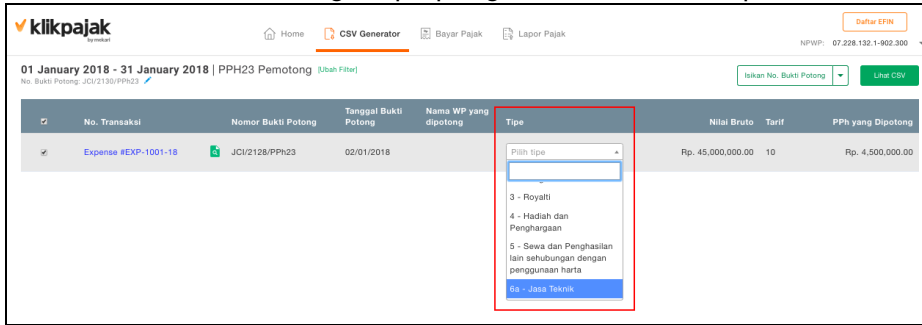 klikpajak
by mekari
Home
CSV Generator
Bayar Pajak
Lapor Pajak
Daftar EFIN
NPWP: 07.228.132.1-902.300
01 January 2018 - 31 January 2018 | PPH23 Pemotong [Ubah Filter]
No. Bukti Potong: JCI/2130/PPh23
Isikan No. Bukti Potong
Lihat CSV
No. Transaksi
Nomor Bukti Potong
Tanggal Bukti
Potong
Nama WP yang
dipotong
Tipe
Nilai Bruto
Tarif
PPh yang Dipotong
Expense #EXP-1001-18
JCI/2128/PPh23
02/01/2018
Pilih tipe
Rp. 45,000,000.00
10
Rp. 4,500,000.00
3 - Royalti
4 - Hadiah dan
Penghargaan
5 - Sewa dan Penghasilan
lain sehubungan dengan
penggunaan harta
6a - Jasa Teknik